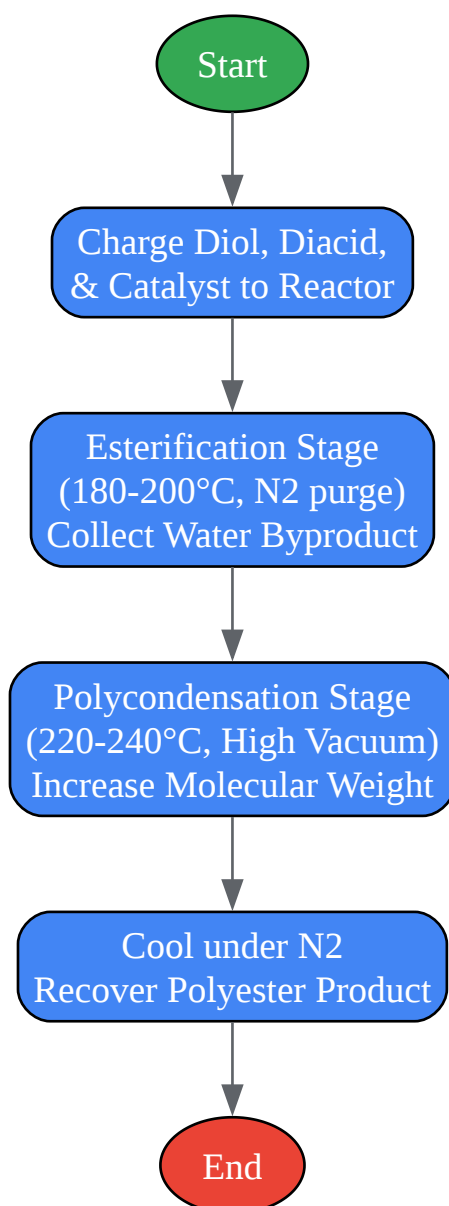 Start
Charge Diol, Diacid,
& Catalyst to Reactor
Esterification Stage
(180-200°C, N2 purge)
Collect Water Byproduct
Polycondensation Stage
(220-240°C, High Vacuum)
Increase Molecular Weight
Cool under N2
Recover Polyester Product
End